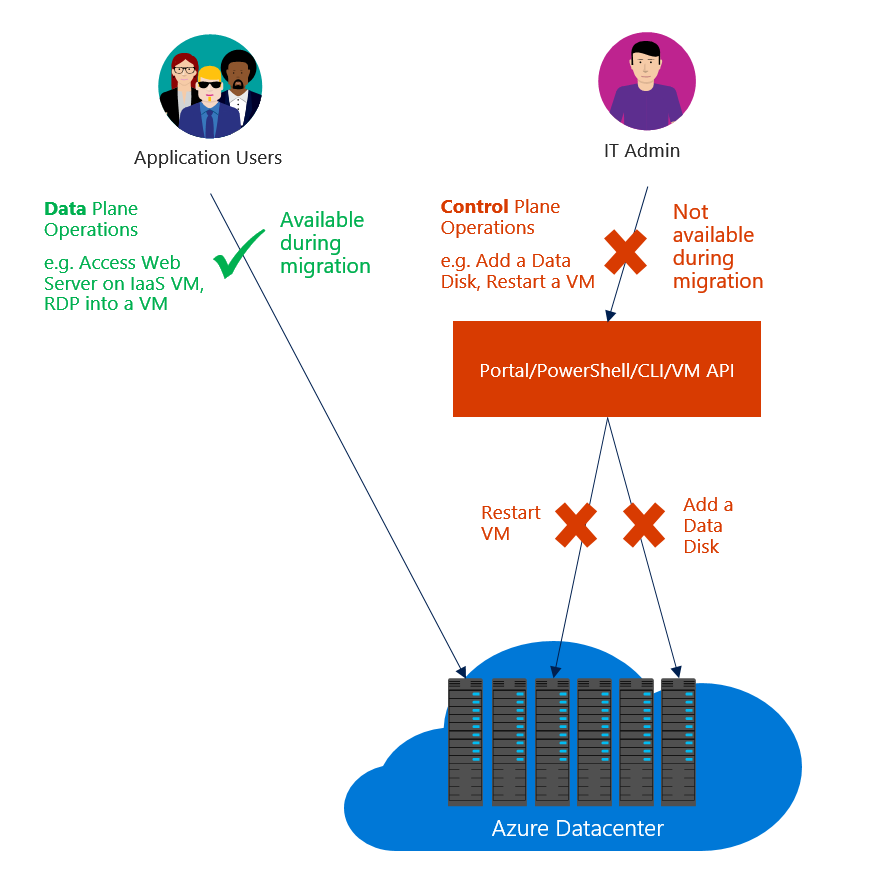 Application Users
IT Admin
Data Plane
Operations
e.g. Access Web
Server on IaaS VM,
RDP into a VM
Available
during
migration
Control Plane
Operations
e.g. Add a Data
Disk, Restart a VM
Not
available
during
migration
Portal/PowerShell/CLI/VM API
Restart
VM
Add a
Data
Disk
Azure Datacenter